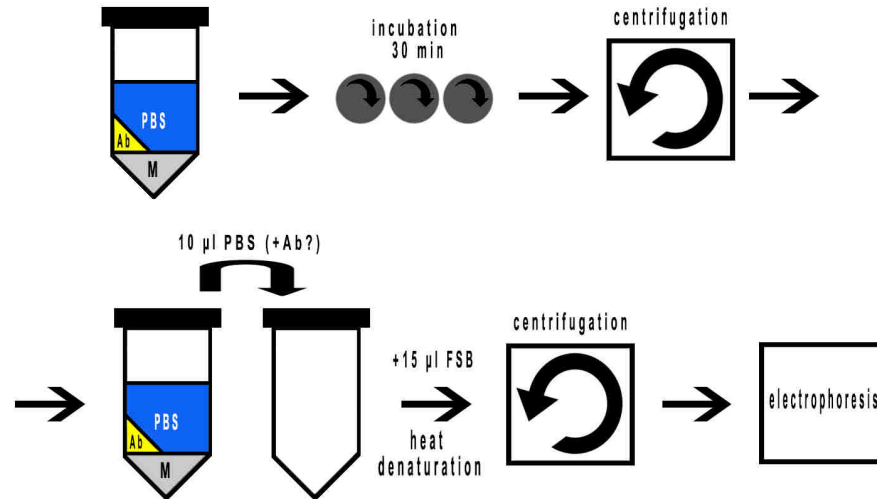 incubation
30 min
centrifugation
PBS
Ab
M
10 µl PBS (+Ab?)
PBS
Ab
M
+15 µl FSB
heat
denaturation
centrifugation
electrophoresis